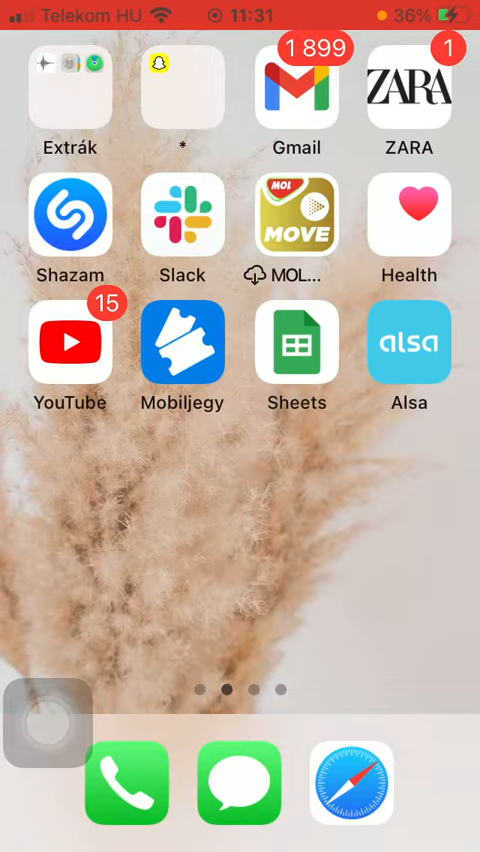 Telekom HU 11:31 36%
1 899 1
ZARA
Extrák * Gmail ZARA
MOL
MOVE
Shazam Slack MOL... Health
15
alsa
YouTube Mobiljegy Sheets Alsa